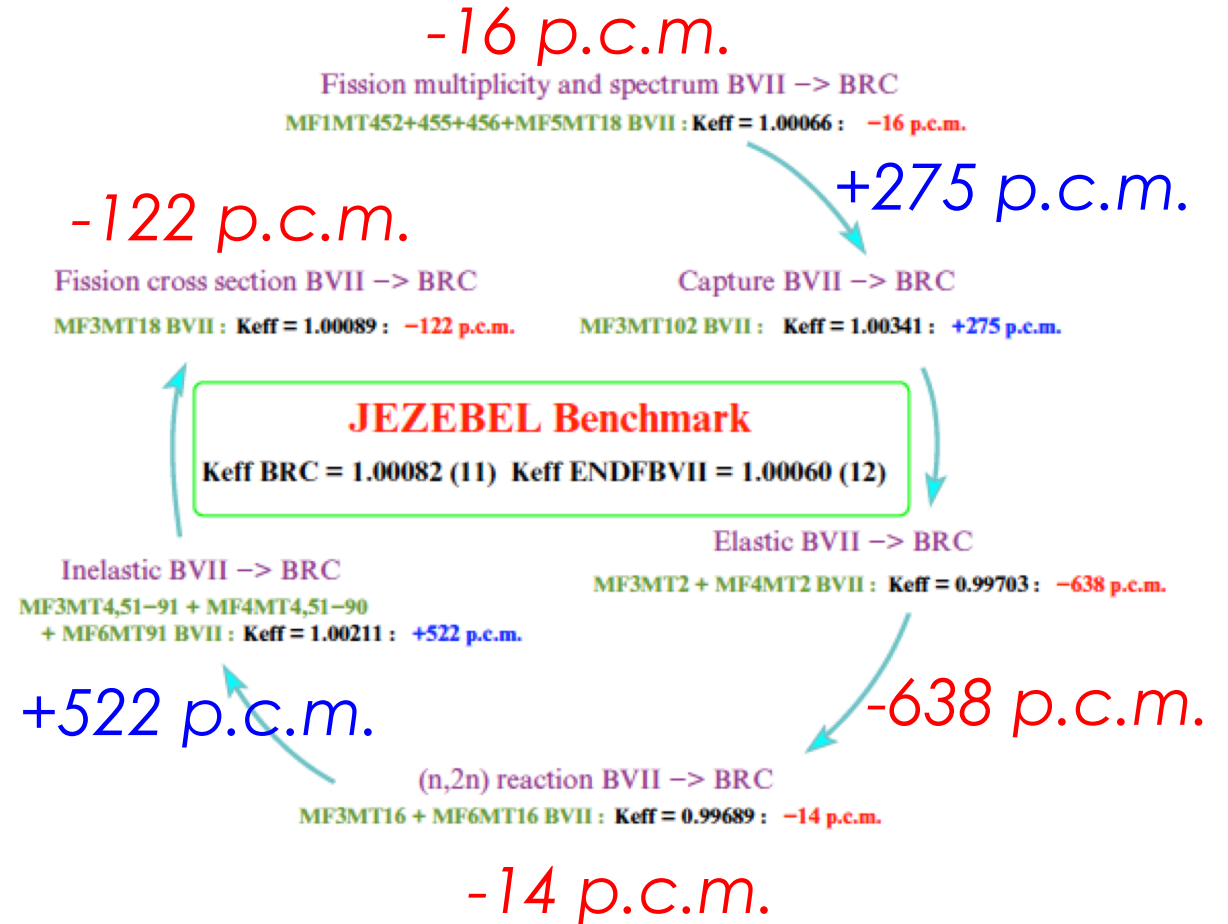 -16 p.c.m.
Fission multiplicity and spectrum BVII −> BRC
MF1MT452+455+456+MF5MT18 BVII : Keff = 1.00066 : −16 p.c.m.
+275 p.c.m.
-122 p.c.m.
Fission cross section BVII −> BRC
MF3MT18 BVII : Keff = 1.00089 : −122 p.c.m.
Capture BVII −> BRC
MF3MT102 BVII : Keff = 1.00341 : +275 p.c.m.
JEZEBEL Benchmark
Keff BRC = 1.00082 (11) Keff ENDFBVII = 1.00060 (12)
Elastic BVII −> BRC
MF3MT2 + MF4MT2 BVII : Keff = 0.99703 : −638 p.c.m.
Inelastic BVII −> BRC
MF3MT4,51−91 + MF4MT4,51−90
+ MF6MT91 BVII : Keff = 1.00211 : +522 p.c.m.
+522 p.c.m.
-638 p.c.m.
(n,2n) reaction BVII −> BRC
MF3MT16 + MF6MT16 BVII : Keff = 0.99689 : −14 p.c.m.
-14 p.c.m.